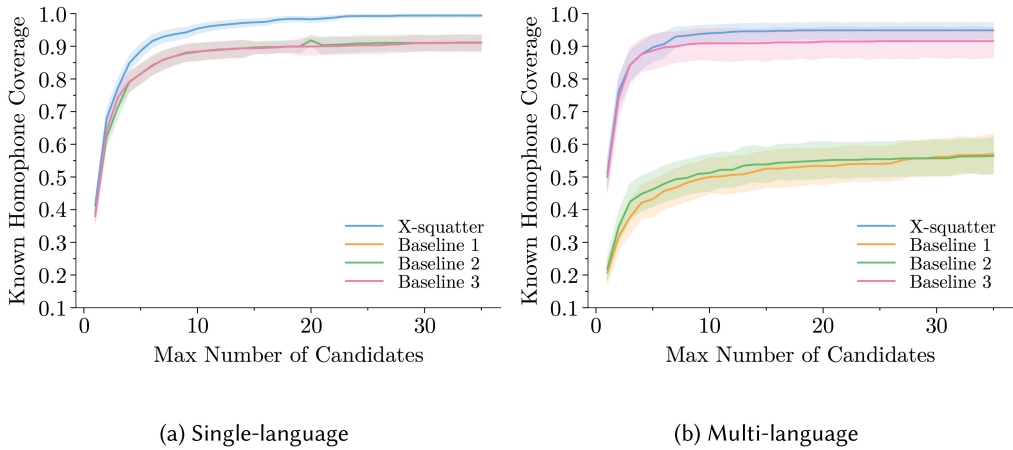 Known Homophone Coverage
1.0
0.9
0.8
0.7
0.6
0.5
0.4
0.3
0.2
0.1
X-squatter
Baseline 1
Baseline 2
Baseline 3
0
10
20
30
Max Number of Candidates
(a) Single-language
Known Homophone Coverage
1.0
0.9
0.8
0.7
0.6
0.5
0.4
0.3
0.2
0.1
X-squatter
Baseline 1
Baseline 2
Baseline 3
0
10
20
30
Max Number of Candidates
(b) Multi-language